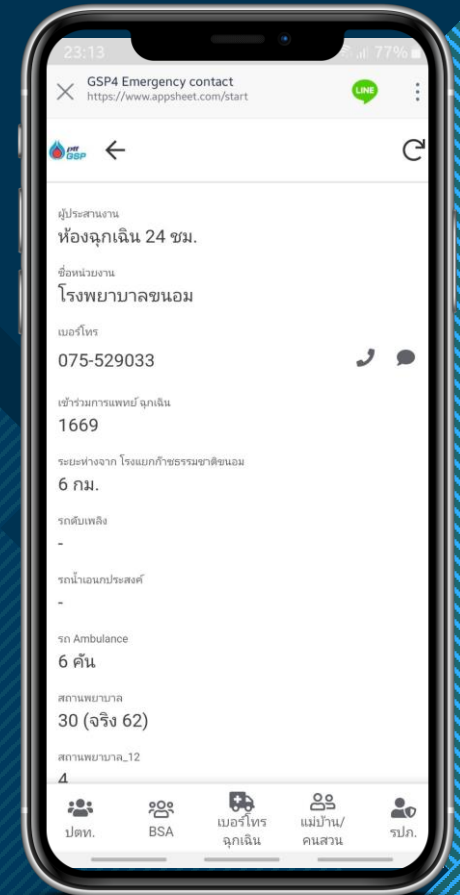 23:13
77%
GSP4 Emergency contact
https://www.appsheet.com/start
LINE
ptt
GSP
ผู้ประสานงาน
ห้องฉุกเฉิน 24 ชม.
ชื่อหน่วยงาน
โรงพยาบาลขนอม
เบอร์โทร
075-529033
เข้าร่วมการแพทย์ ฉุกเฉิน
1669
ระยะห่างจาก โรงแยกก๊าซธรรมชาติขนอม
6 กม.
รถดับเพลิง
-
รถน้ำเอนกประสงค์
-
รถ Ambulance
6 คัน
สถานพยาบาล
30 (จริง 62)
สถานพยาบาล_12
4
ปตท.
BSA
เบอร์โทร
ฉุกเฉิน
แม่บ้าน/
คนสวน
รปภ.